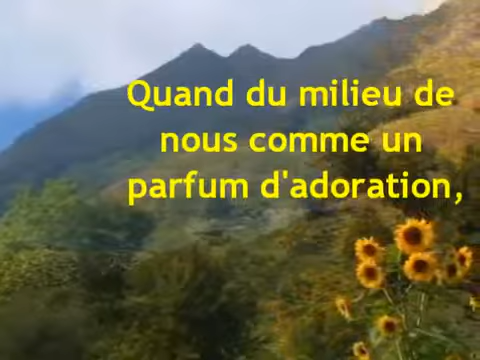 Quand du milieu de
nous comme un
parfum d'adoration,